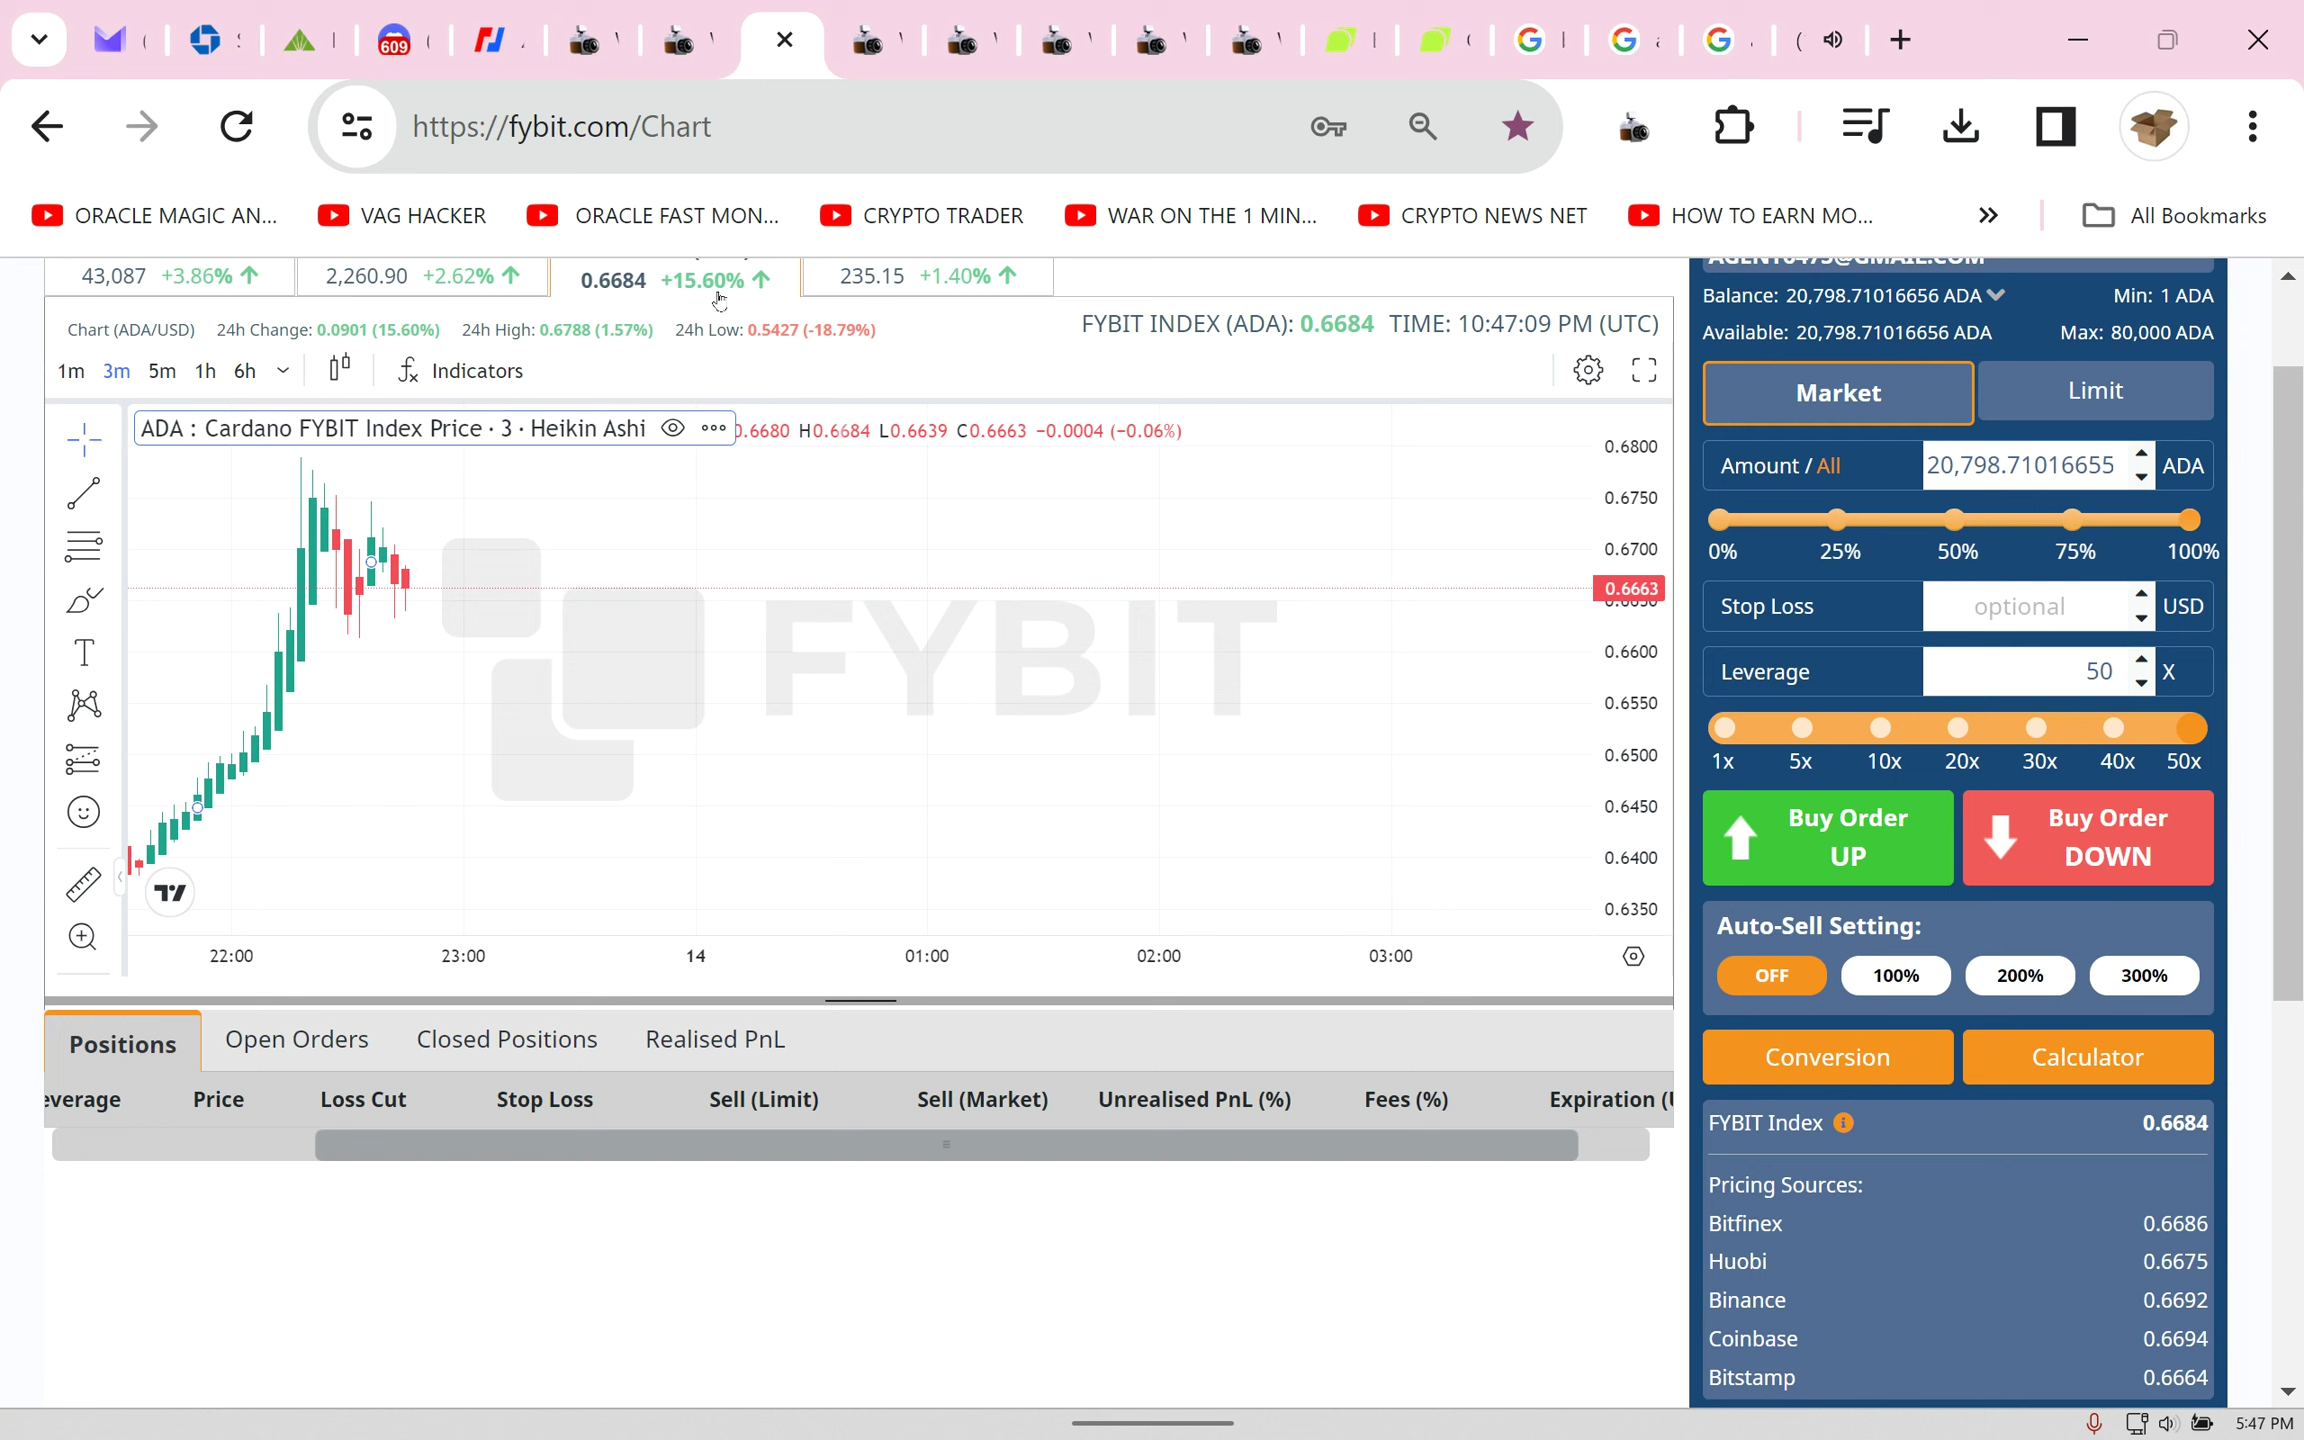 609
https://fybit.com/Chart
ORACLE MAGIC AN...
VAG HACKER
ORACLE FAST MON...
CRYPTO TRADER
WAR ON THE 1 MIN...
CRYPTO NEWS NET
HOW TO EARN MO...
All Bookmarks
43,087 +3.86%
2,260.90 +2.62%
0.6684 +15.60%
235.15 +1.40%
Chart (ADA/USD) 24h Change: 0.0901 (15.60%) 24h High: 0.6788 (1.57%) 24h Low: 0.5427 (-18.79%)
FYBIT INDEX (ADA): 0.6684 TIME: 10:47:09 PM (UTC)
1m 3m 5m 1h 6h Indicators
ADA : Cardano FYBIT Index Price · 3 · Heikin Ashi 0.6680 H0.6684 L0.6639 C0.6663 −0.0004 (−0.06%)
0.6800
0.6750
0.6700
0.6663
0.6600
0.6550
0.6500
0.6450
0.6400
0.6350
FYBIT
22:00 23:00 14 01:00 02:00 03:00
Positions Open Orders Closed Positions Realised PnL
everage Price Loss Cut Stop Loss Sell (Limit) Sell (Market) Unrealised PnL (%) Fees (%) Expiration (U
AGENT6475@GMAIL.COM
Balance: 20,798.71016656 ADA Min: 1 ADA
Available: 20,798.71016656 ADA Max: 80,000 ADA
Market Limit
Amount / All 20,798.71016655 ADA
0% 25% 50% 75% 100%
Stop Loss optional USD
Leverage 50 X
1x 5x 10x 20x 30x 40x 50x
Buy Order UP
Buy Order DOWN
Auto-Sell Setting:
OFF 100% 200% 300%
Conversion Calculator
FYBIT Index 0.6684
Pricing Sources:
Bitfinex 0.6686
Huobi 0.6675
Binance 0.6692
Coinbase 0.6694
Bitstamp 0.6664
5:47 PM